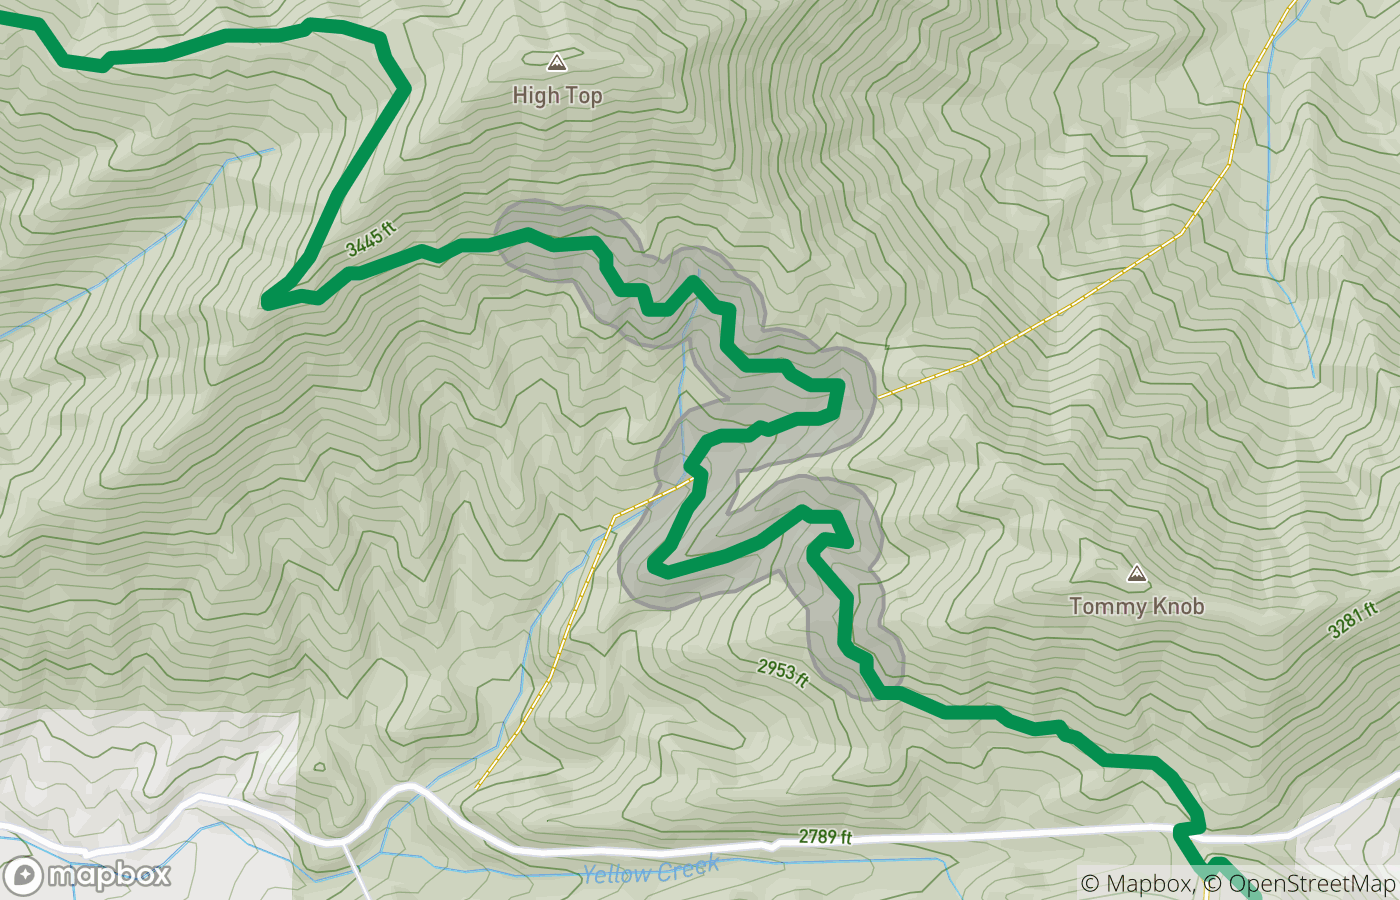 High Top
3445 ft
Tommy Knob
3281 ft
2953 ft
2789 ft
Yellow Creek
mapbox
© Mapbox, © OpenStreetMap